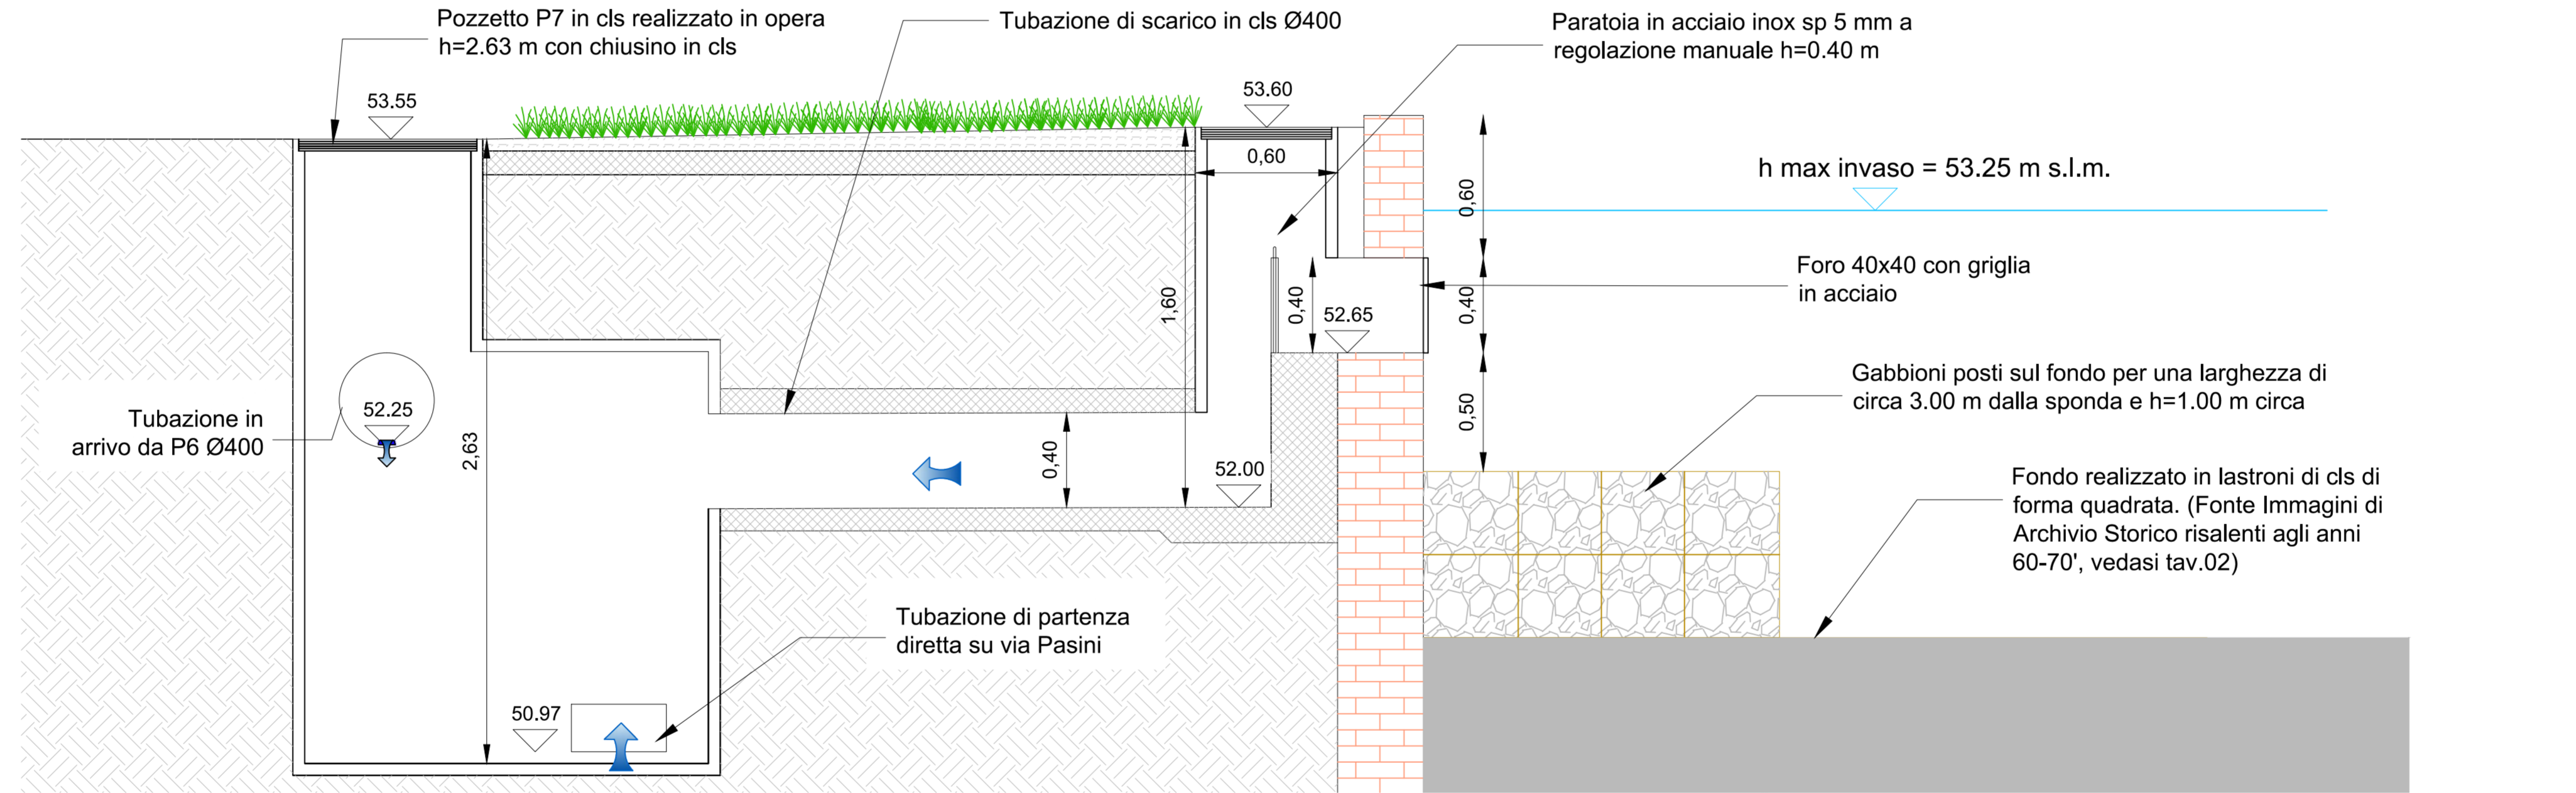 Pozzetto P7 in cls realizzato in opera
h=2.63 m con chiusino in cls
Tubazione di scarico in cls Ø400
Paratoia in acciaio inox sp 5 mm a
regolazione manuale h=0.40 m
53.55
53.60
0,60
h max invaso = 53.25 m s.l.m.
0,60
Foro 40x40 con griglia
in acciaio
1,60
0,40
52.65
0,40
Gabbioni posti sul fondo per una larghezza di
circa 3.00 m dalla sponda e h=1.00 m circa
52.25
Tubazione in
arrivo da P6 Ø400
2,63
0,40
52.00
0,50
Fondo realizzato in lastroni di cls di
forma quadrata. (Fonte Immagini di
Archivio Storico risalenti agli anni
60-70', vedasi tav.02)
Tubazione di partenza
diretta su via Pasini
50.97